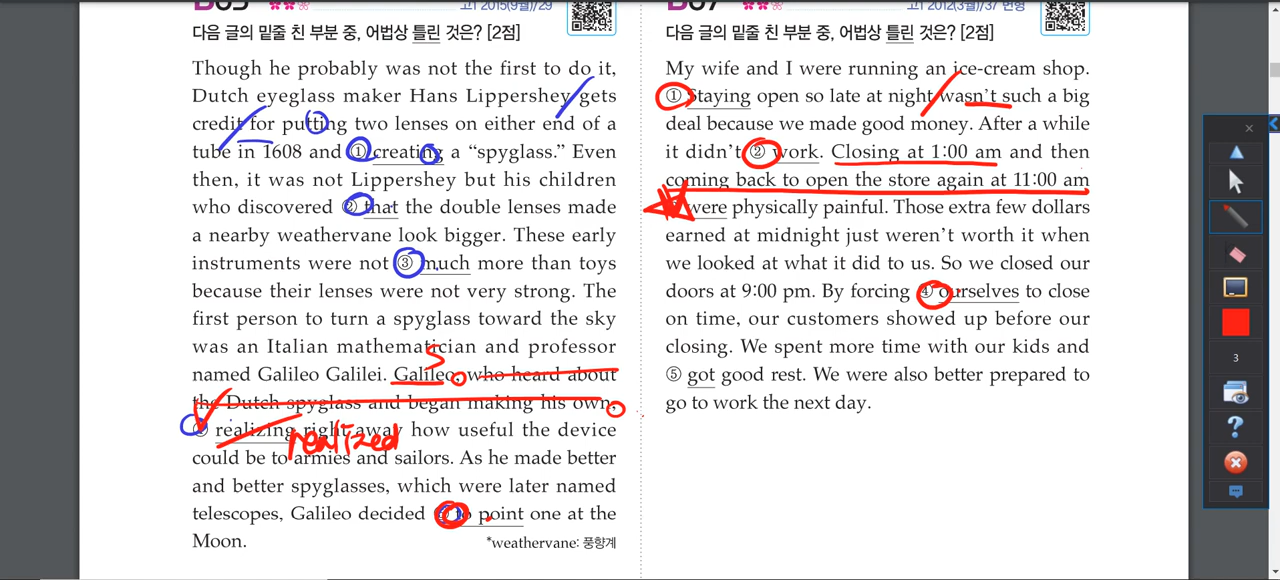 고1 2015(9월)/29
다음 글의 밑줄 친 부분 중, 어법상 틀린 것은? [2점]
Though he probably was not the first to do it,
Dutch eyeglass maker Hans Lippershey gets
credit for putting two lenses on either end of a
tube in 1608 and ① creating a “spyglass.” Even
then, it was not Lippershey but his children
who discovered ② that the double lenses made
a nearby weathervane look bigger. These early
instruments were not ③ much more than toys
because their lenses were not very strong. The
first person to turn a spyglass toward the sky
was an Italian mathematician and professor
named Galileo Galilei. Galileo, who heard about
S
the Dutch spyglass and began making his own,
realizing right away how useful the device
realized
could be to armies and sailors. As he made better
and better spyglasses, which were later named
telescopes, Galileo decided to point one at the
Moon.
*weathervane: 풍향계
고1 2012(3월)/37 변형
다음 글의 밑줄 친 부분 중, 어법상 틀린 것은? [2점]
My wife and I were running an ice-cream shop.
① Staying open so late at night wasn’t such a big
deal because we made good money. After a while
it didn’t ② work. Closing at 1:00 am and then
coming back to open the store again at 11:00 am
were physically painful. Those extra few dollars
earned at midnight just weren’t worth it when
we looked at what it did to us. So we closed our
doors at 9:00 pm. By forcing ④ ourselves to close
on time, our customers showed up before our
closing. We spent more time with our kids and
⑤ got good rest. We were also better prepared to
go to work the next day.
3